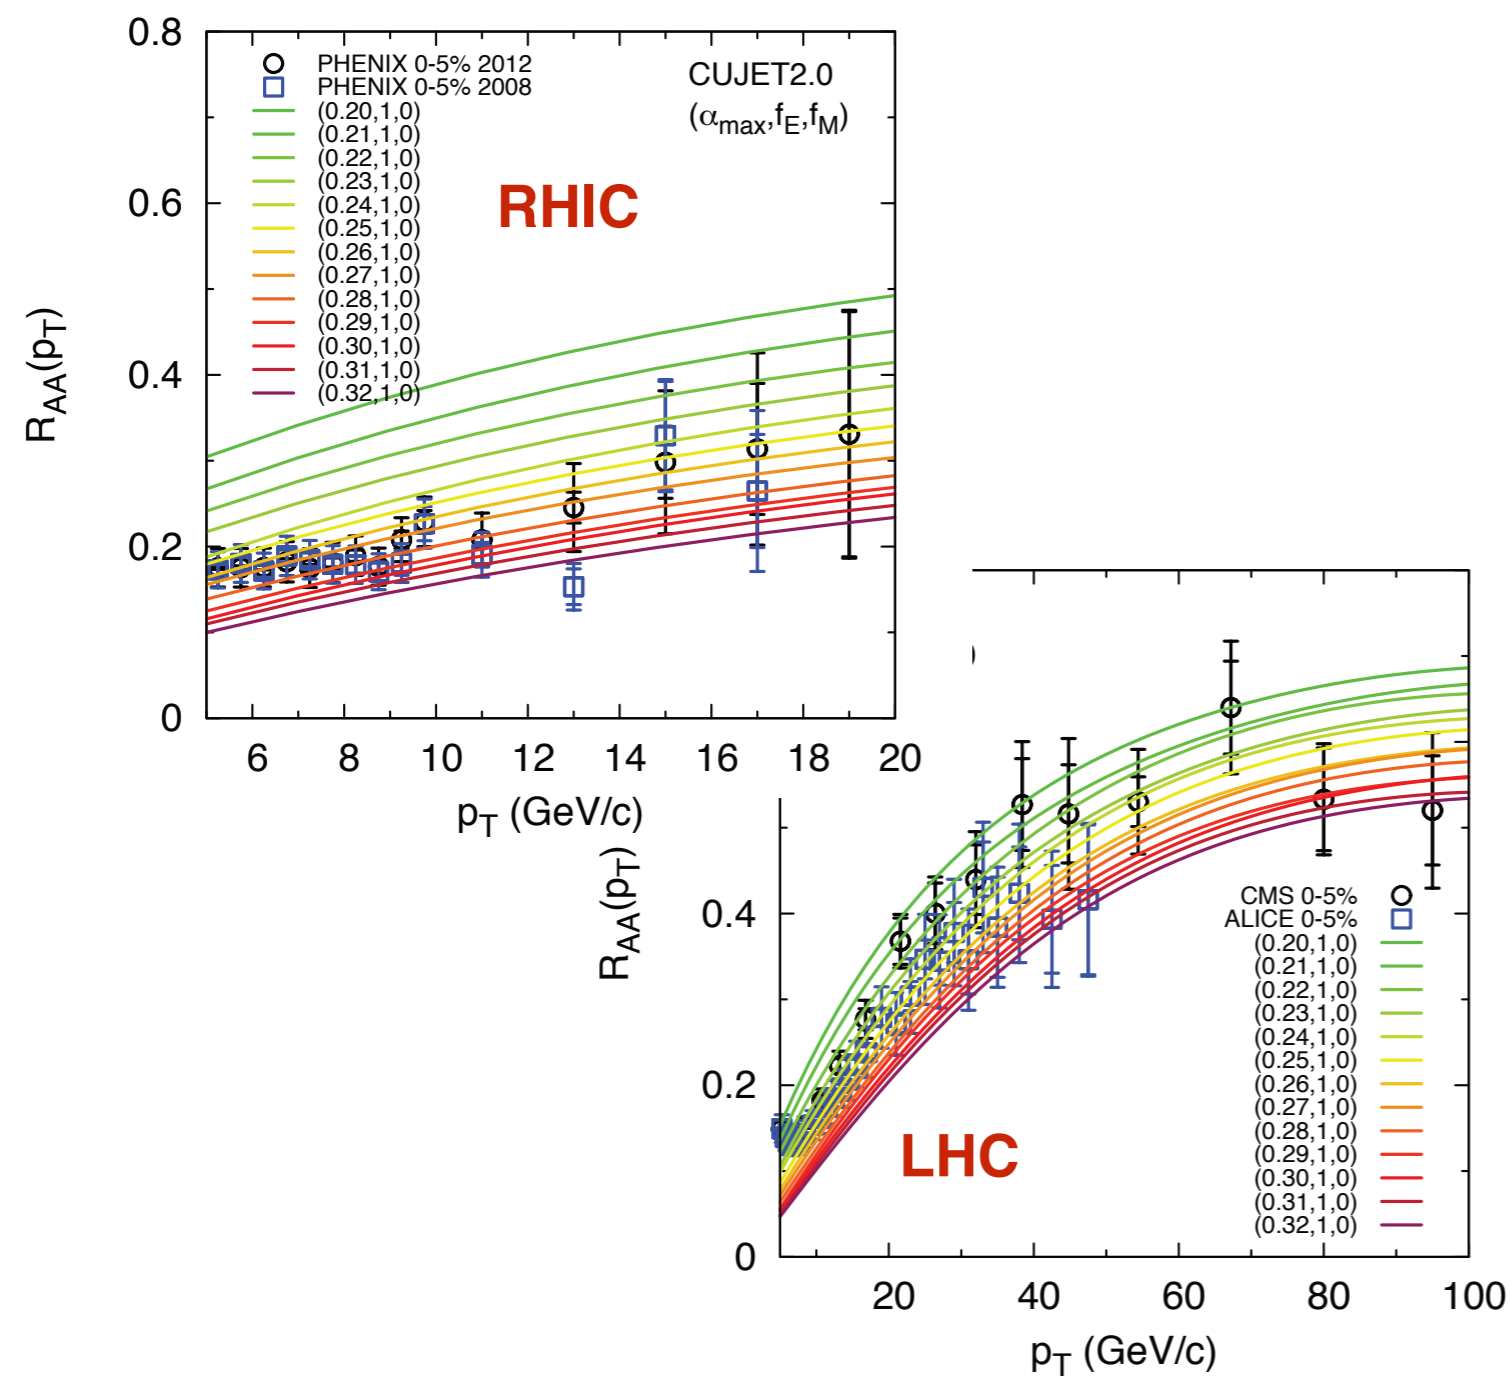 0.8
PHENIX 0-5% 2012
PHENIX 0-5% 2008
(0.20,1,0)
(0.21,1,0)
(0.22,1,0)
(0.23,1,0)
(0.24,1,0)
(0.25,1,0)
(0.26,1,0)
(0.27,1,0)
(0.28,1,0)
(0.29,1,0)
(0.30,1,0)
(0.31,1,0)
(0.32,1,0)
CUJET2.0
(αmax,fE,fM)
RHIC
0.6
0.4
0.2
0
RAA(pT)
6 8 10 12 14 16 18 20
pT (GeV/c)
RAA(pT)
0.4
0.2
0
CMS 0-5%
ALICE 0-5%
(0.20,1,0)
(0.21,1,0)
(0.22,1,0)
(0.23,1,0)
(0.24,1,0)
(0.25,1,0)
(0.26,1,0)
(0.27,1,0)
(0.28,1,0)
(0.29,1,0)
(0.30,1,0)
(0.31,1,0)
(0.32,1,0)
LHC
20 40 60 80 100
pT (GeV/c)